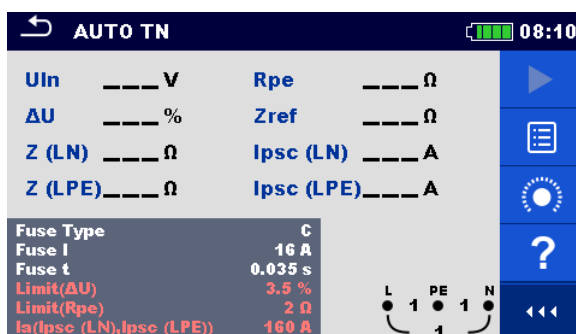 AUTO TN 08:10
Uln ___V Rpe ___Ω
ΔU ___% Zref ___Ω
Z (LN) ___Ω Ipsc (LN) ___A
Z (LPE)___Ω Ipsc (LPE)___A
Fuse Type C
Fuse I 16 A
Fuse t 0.035 s
Limit(ΔU) 3.5 %
Limit(Rpe) 2 Ω
Ia(Ipsc (LN),Ipsc (LPE)) 160 A
L PE N
1 1
1
?